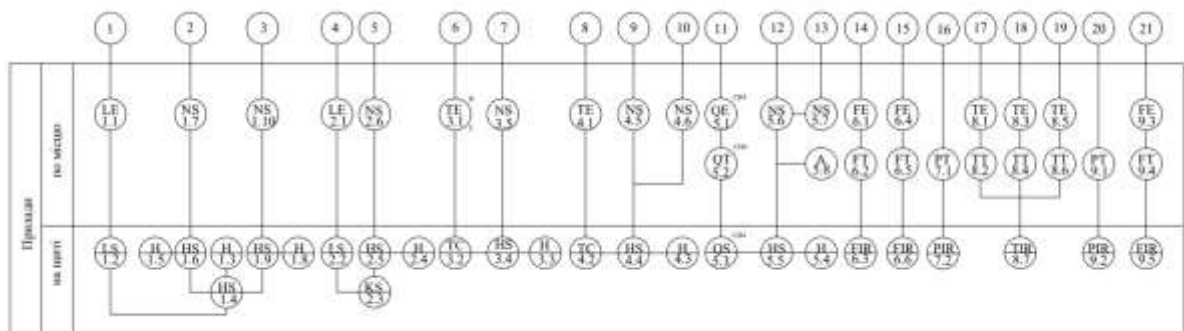 1 2 3 4 5 6 7 8 9 10 11 12 13 14 15 16 17 18 19 20 21
Прилади
по місцю
LE 1.1
NS 1.7
NS 1.10
LE 2.1
NS 2.6
TE 3.1
NS 3.5
TE 4.1
NS 4.5
NS 4.6
QE 5.1
NS 5.6
NS 5.7
FE 6.1
FE 6.4
TE 8.1
TE 8.3
TE 8.5
FE 9.3
QT 5.2
A 5.8
FT 6.2
FT 6.5
PT 7.1
TT 8.2
TT 8.4
TT 8.6
PT 9.1
FT 9.4
на щиті
LS 1.2
H 1.5
HS 1.6
H 1.3
HS 1.9
H 1.8
LS 2.2
HS 2.5
H 2.4
TC 3.2
HS 3.4
H 3.3
TC 4.2
HS 4.4
H 4.3
QS 5.3
HS 5.5
H 5.4
FIR 6.3
FIR 6.6
PIR 7.2
TIR 8.7
PIR 9.2
FIR 9.5
HS 1.4
KS 2.3